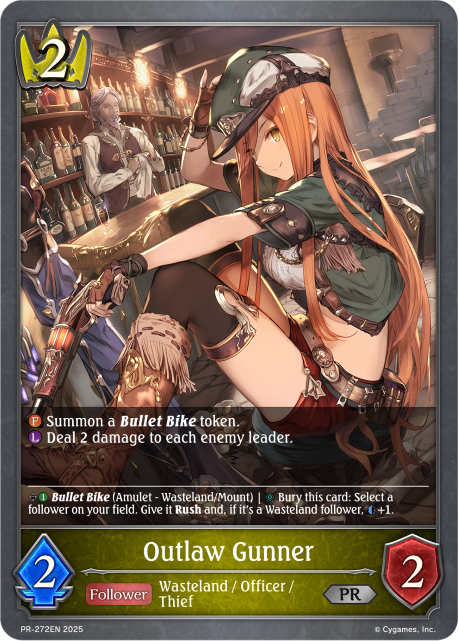 2
F Summon a Bullet Bike token.
L Deal 2 damage to each enemy leader.
1 Bullet Bike (Amulet - Wasteland/Mount) | Bury this card: Select a
follower on your field. Give it Rush and, if it's a Wasteland follower, +1.
Outlaw Gunner
2
Follower
Wasteland / Officer /
Thief
PR
2
PR-272EN 2025
© Cygames, Inc.